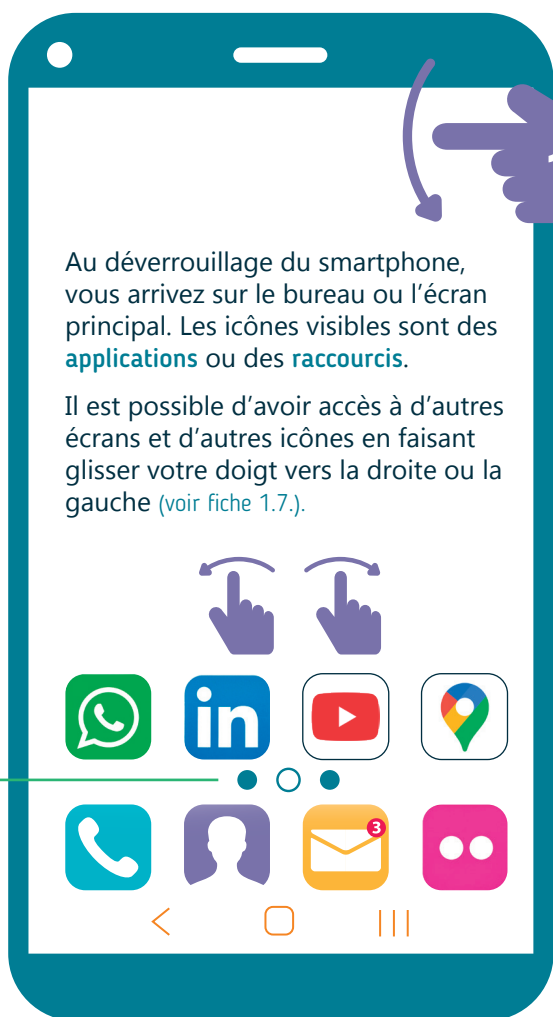 Au déverrouillage du smartphone,
vous arrivez sur le bureau ou l’écran
principal. Les icônes visibles sont des
applications ou des raccourcis.
Il est possible d’avoir accès à d’autres
écrans et d’autres icônes en faisant
glisser votre doigt vers la droite ou la
gauche (voir fiche 1.7.).
in
3